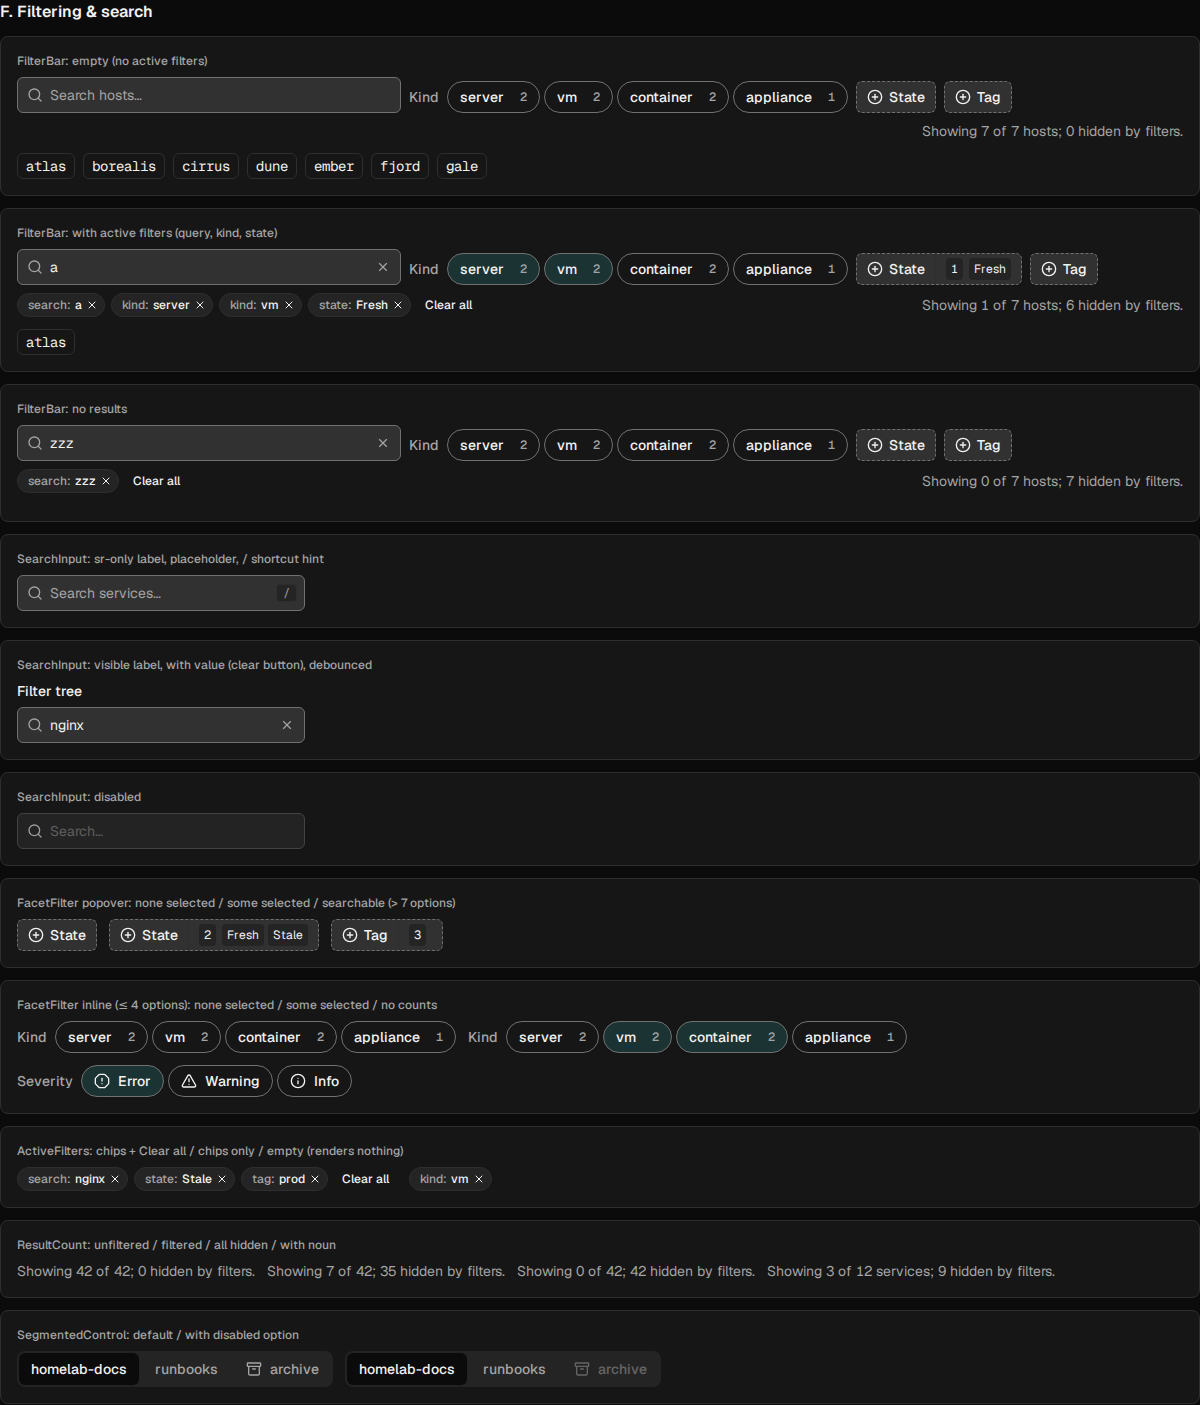 F. Filtering & search
FilterBar: empty (no active filters)
Search hosts... Kind server 2 vm 2 container 2 appliance 1 State Tag
Showing 7 of 7 hosts; 0 hidden by filters.
atlas borealis cirrus dune ember fjord gale
FilterBar: with active filters (query, kind, state)
a Kind server 2 vm 2 container 2 appliance 1 State 1 Fresh Tag
search: a kind: server kind: vm state: Fresh Clear all Showing 1 of 7 hosts; 6 hidden by filters.
atlas
FilterBar: no results
zzz Kind server 2 vm 2 container 2 appliance 1 State Tag
search: zzz Clear all Showing 0 of 7 hosts; 7 hidden by filters.
SearchInput: sr-only label, placeholder, / shortcut hint
Search services... /
SearchInput: visible label, with value (clear button), debounced
Filter tree
nginx
SearchInput: disabled
Search...
FacetFilter popover: none selected / some selected / searchable (> 7 options)
State State 2 Fresh Stale Tag 3
FacetFilter inline (≤ 4 options): none selected / some selected / no counts
Kind server 2 vm 2 container 2 appliance 1 Kind server 2 vm 2 container 2 appliance 1
Severity Error Warning Info
ActiveFilters: chips + Clear all / chips only / empty (renders nothing)
search: nginx state: Stale tag: prod Clear all kind: vm
ResultCount: unfiltered / filtered / all hidden / with noun
Showing 42 of 42; 0 hidden by filters. Showing 7 of 42; 35 hidden by filters. Showing 0 of 42; 42 hidden by filters. Showing 3 of 12 services; 9 hidden by filters.
SegmentedControl: default / with disabled option
homelab-docs runbooks archive homelab-docs runbooks archive